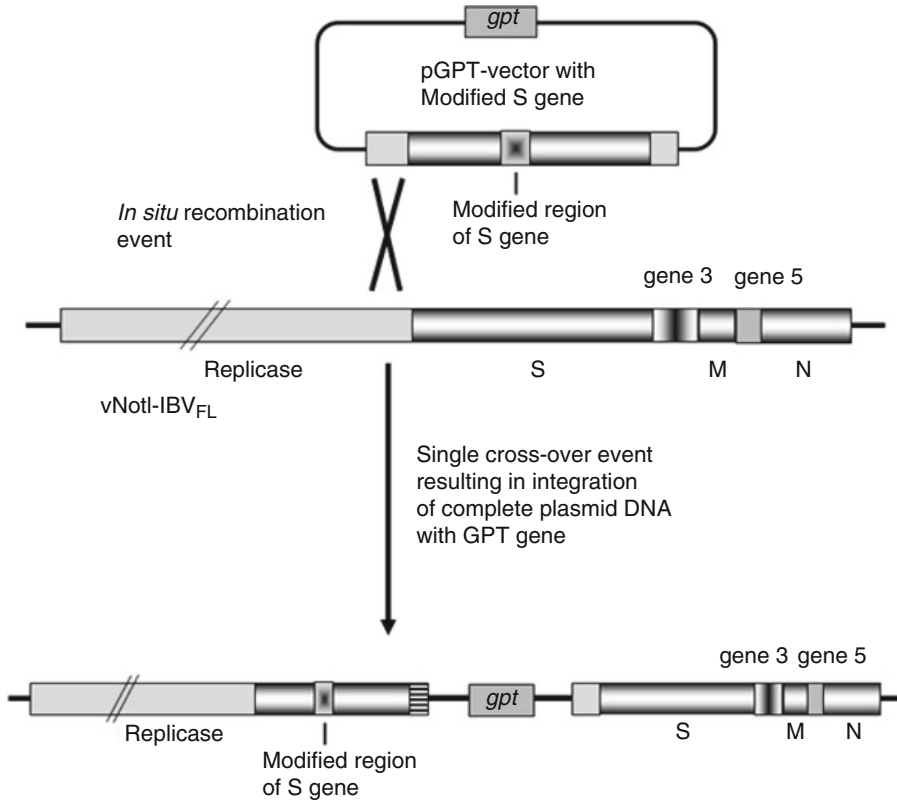 gpt
pGPT-vector with
Modified S gene
In situ recombination
event
Modified region
of S gene
gene 3 gene 5
Replicase S M N
vNotI-IBVFL
Single cross-over event
resulting in integration
of complete plasmid DNA
with GPT gene
gene 3 gene 5
gpt
Replicase S M N
Modified region
of S gene